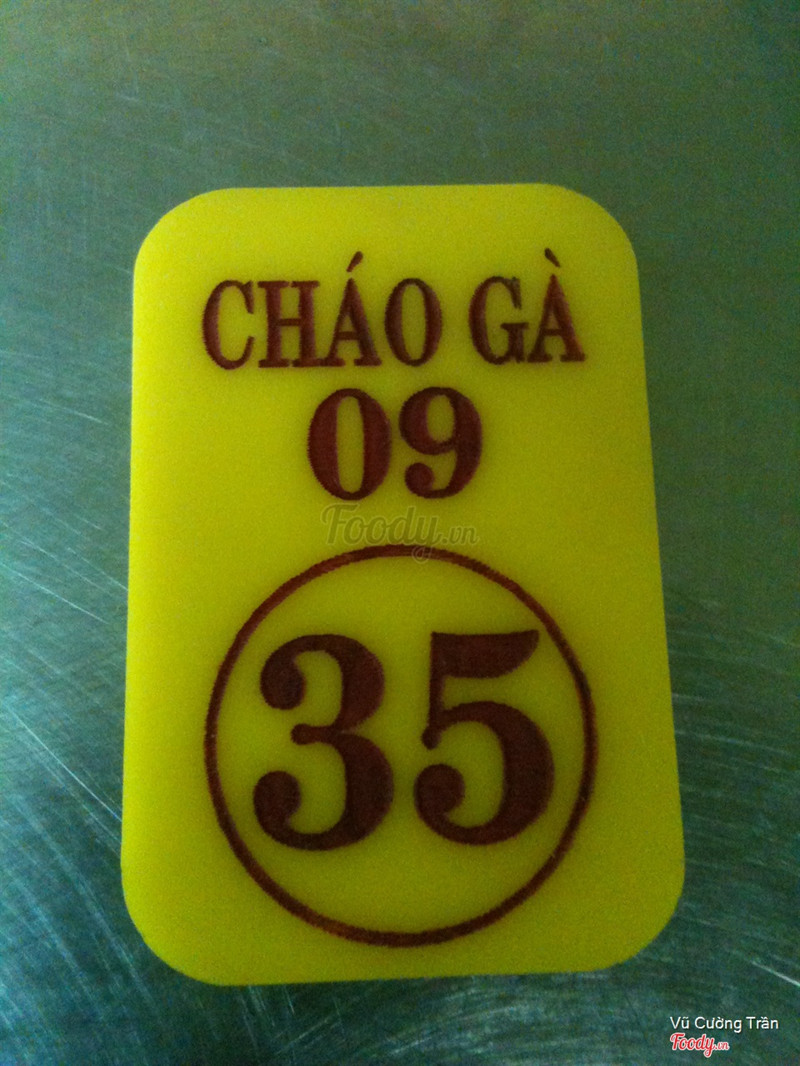 CHÁO GÀ
09
Foody.vn
35
Vũ Cường Trần
Foody.vn